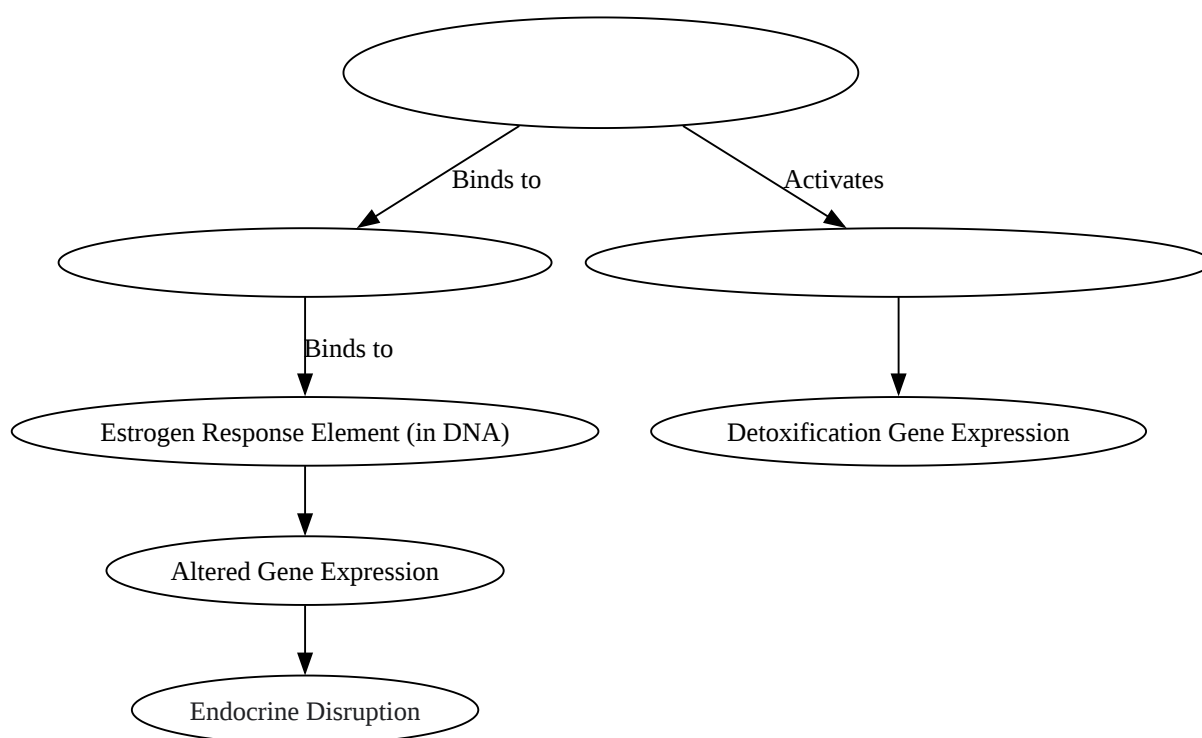 Binds to
Activates
Binds to
Estrogen Response Element (in DNA)
Detoxification Gene Expression
Altered Gene Expression
Endocrine Disruption